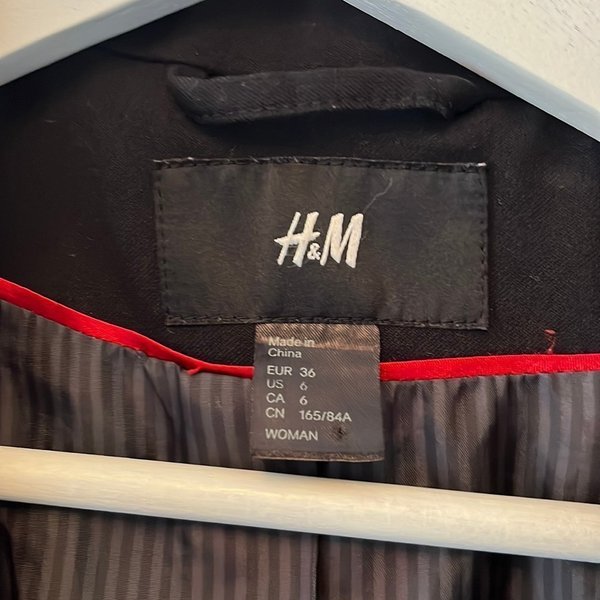 H&M
Made in
China
EUR 36
US 6
CA 6
CN 165/84A
WOMAN